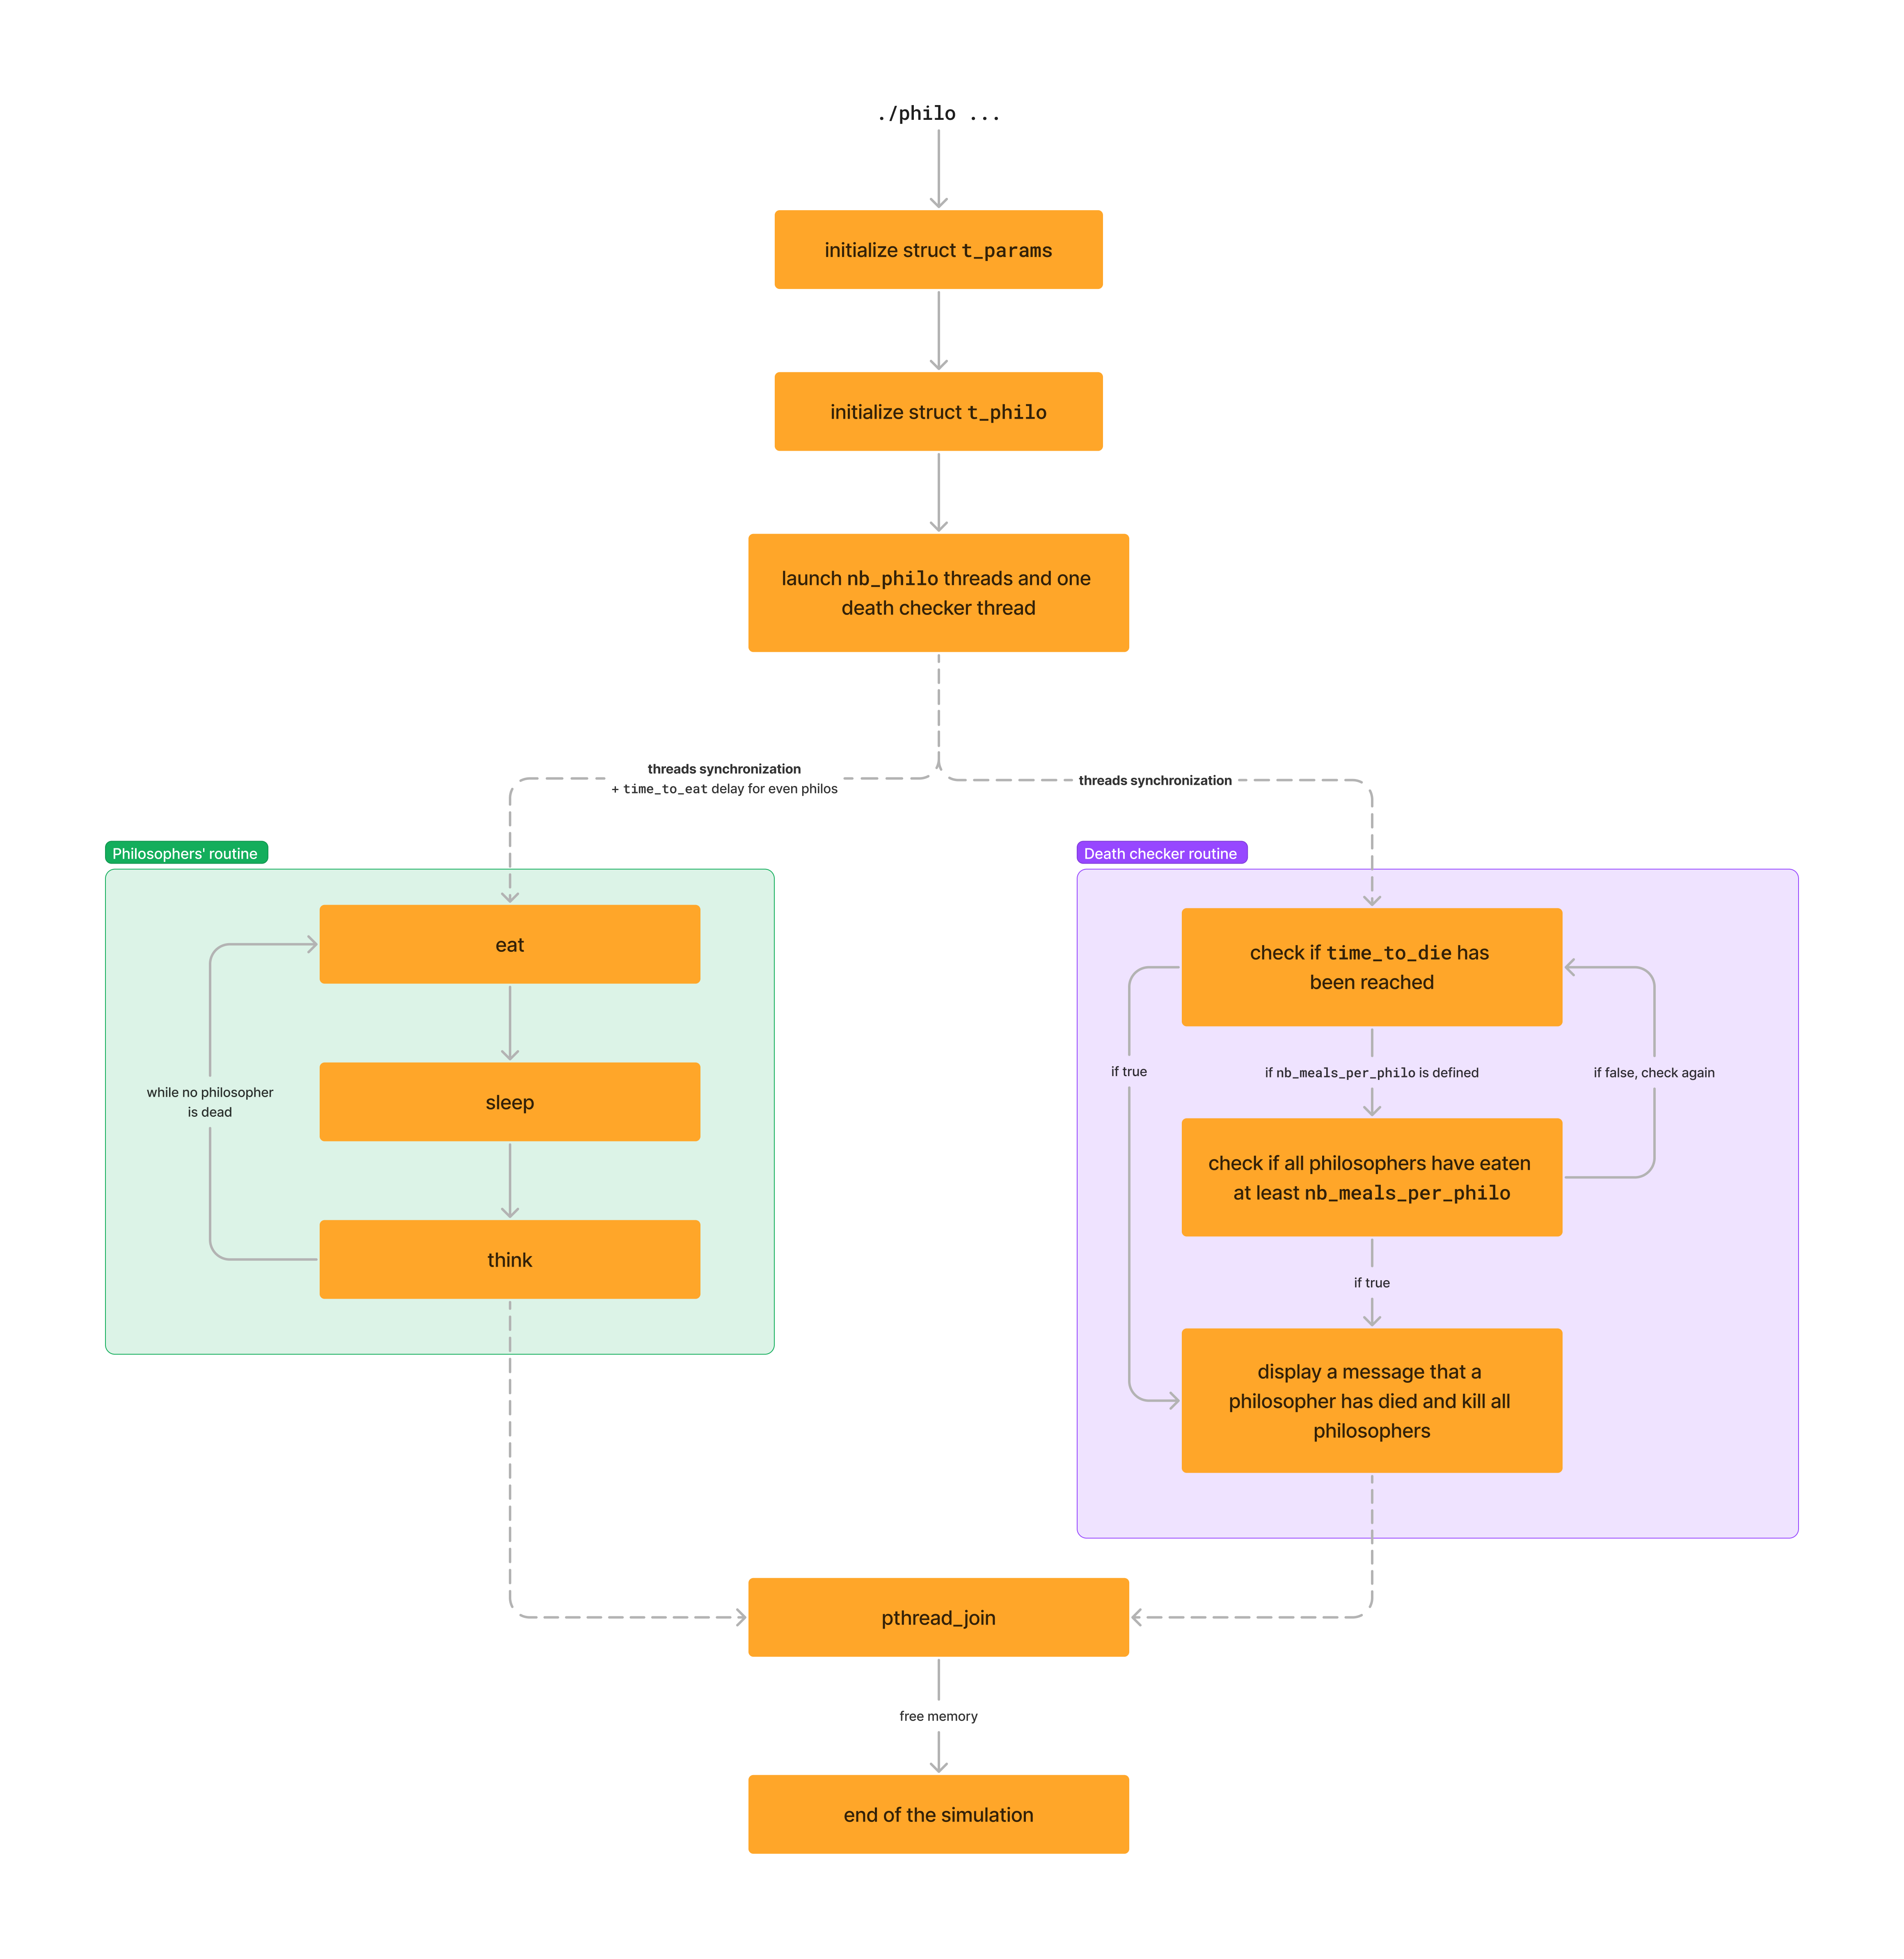 ./philo ...
initialize struct t_params
initialize struct t_philo
launch nb_philo threads and one
death checker thread
threads synchronization
+ time_to_eat delay for even philos
threads synchronization
Philosophers' routine
eat
sleep
think
while no philosopher
is dead
Death checker routine
check if time_to_die has
been reached
if true
if nb_meals_per_philo is defined
if false, check again
check if all philosophers have eaten
at least nb_meals_per_philo
if true
display a message that a
philosopher has died and kill all
philosophers
pthread_join
free memory
end of the simulation